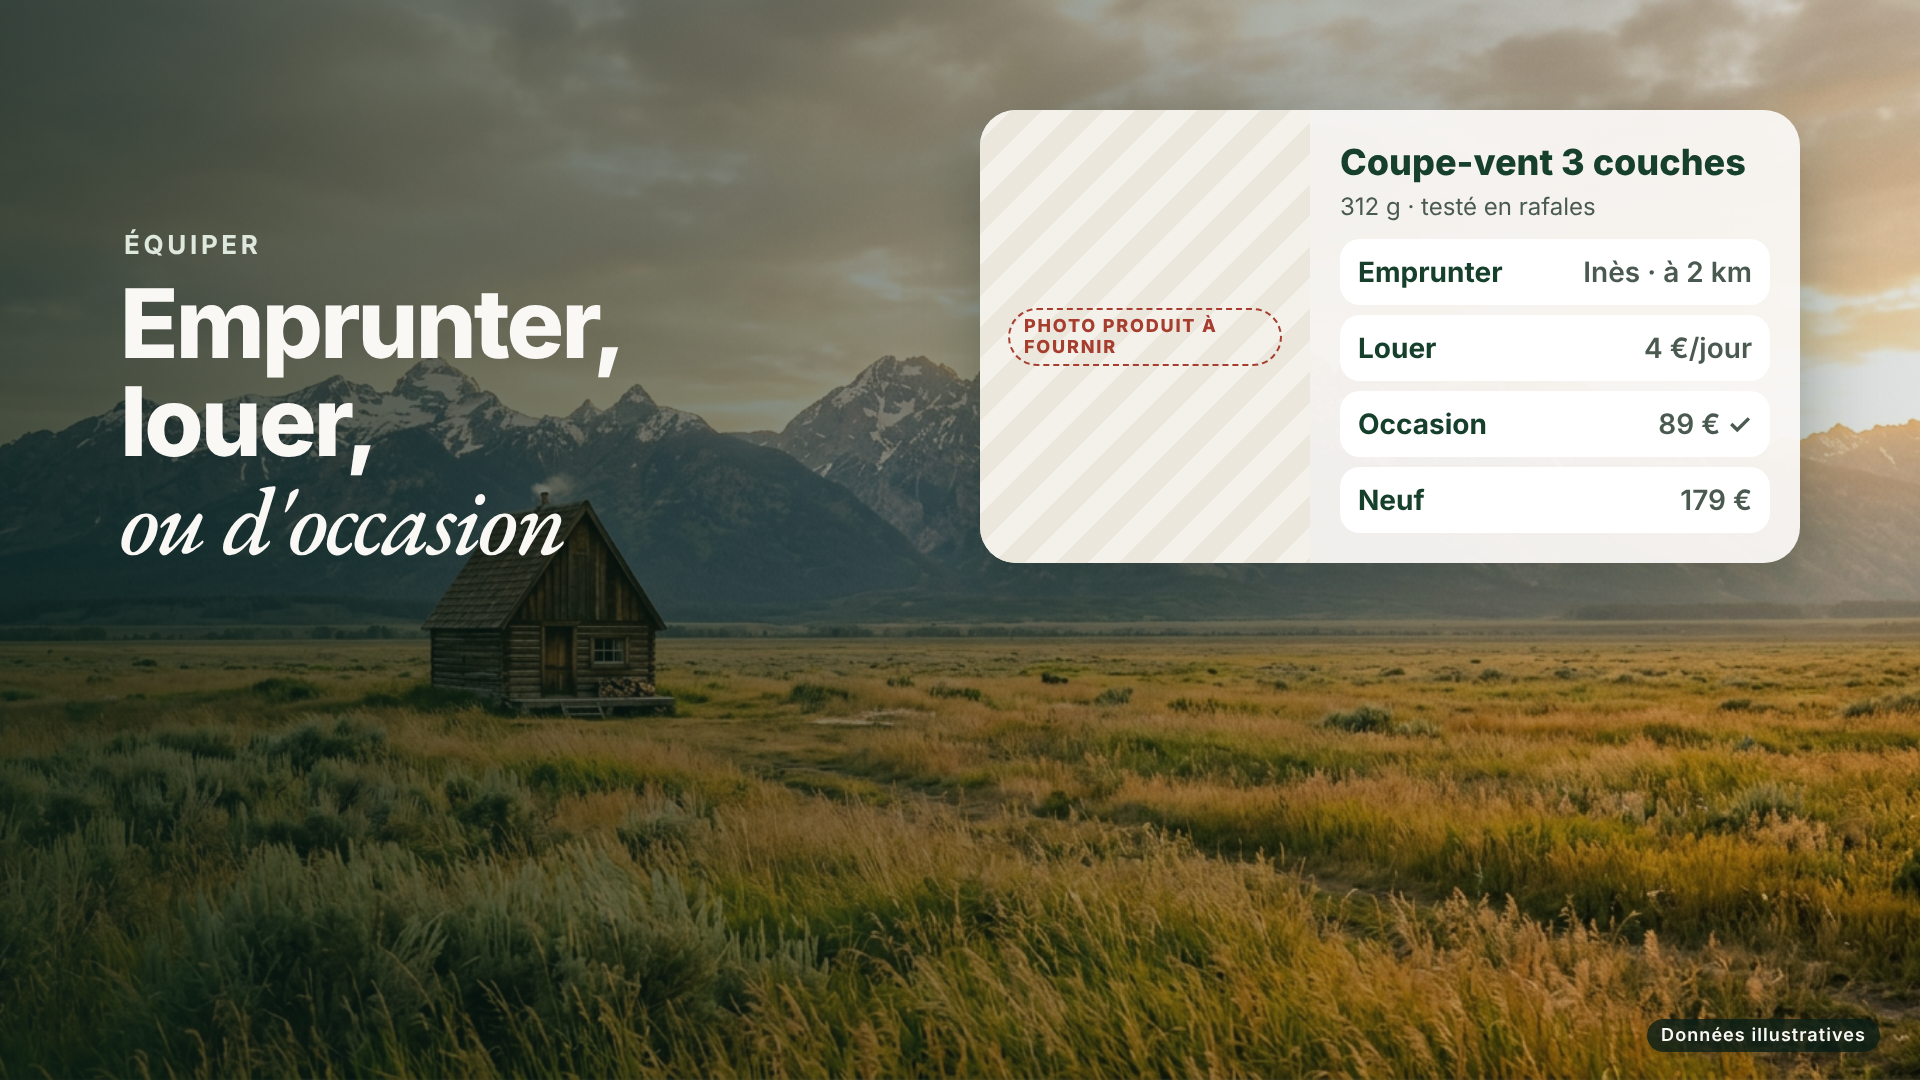 ÉQUIPER
Emprunter,
louer,
ou d'occasion
PHOTO PRODUIT À
FOURNIR
Coupe-vent 3 couches
312 g · testé en rafales
Emprunter Inès · à 2 km
Louer 4 €/jour
Occasion 89 € ✓
Neuf 179 €
Données illustratives